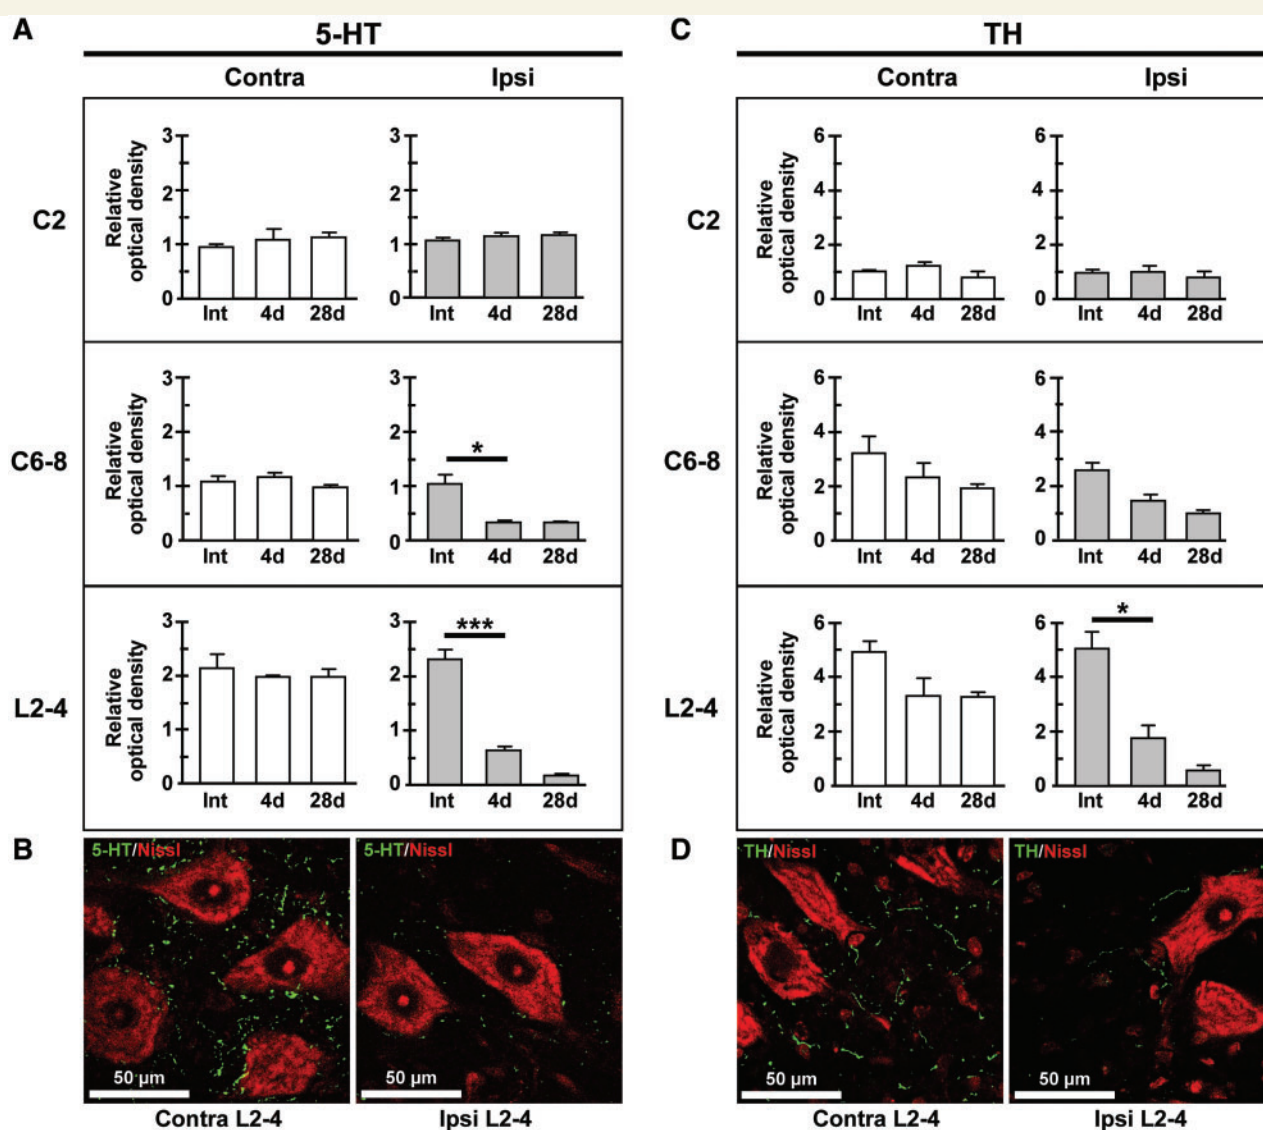 A
5-HT
Contra
Ipsi
C2
Relative
optical density
3
2
1
0
Int
4d
28d
3
2
1
0
Int
4d
28d
C6-8
Relative
optical density
3
2
1
0
Int
4d
28d
3
2
1
0
*
Int
4d
28d
L2-4
Relative
optical density
3
2
1
0
Int
4d
28d
3
2
1
0
***
Int
4d
28d
B
5-HT/Nissl
50 µm
Contra L2-4
5-HT/Nissl
50 µm
Ipsi L2-4
C
TH
Contra
Ipsi
C2
Relative
optical density
6
4
2
0
Int
4d
28d
6
4
2
0
Int
4d
28d
C6-8
Relative
optical density
6
4
2
0
Int
4d
28d
6
4
2
0
Int
4d
28d
L2-4
Relative
optical density
6
4
2
0
Int
4d
28d
6
4
2
0
*
Int
4d
28d
D
TH/Nissl
50 µm
Contra L2-4
TH/Nissl
50 µm
Ipsi L2-4